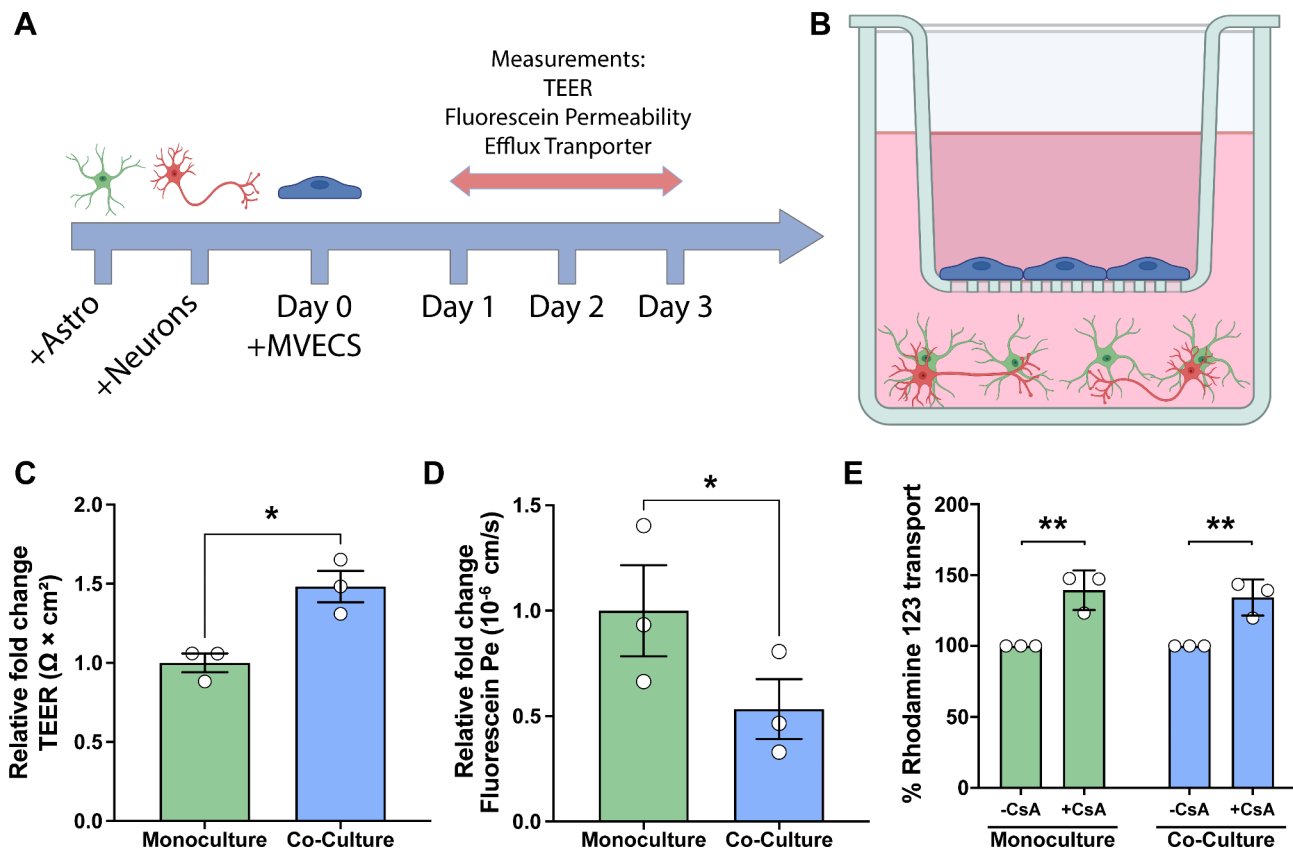 A
Measurements:
TEER
Fluorescein Permeability
Efflux Tranporter
+Astro
+Neurons
Day 0
+MVECS
Day 1
Day 2
Day 3
B
C
Relative fold change
TEER (Ω × cm²)
2.0
1.5
1.0
0.5
0.0
*
Monoculture
Co-Culture
D
Relative fold change
Fluorescein Pe (10⁻⁶ cm/s)
1.5
1.0
0.5
0.0
*
Monoculture
Co-Culture
E
% Rhodamine 123 transport
200
150
100
50
0
**
**
-CsA
+CsA
-CsA
+CsA
Monoculture
Co-Culture